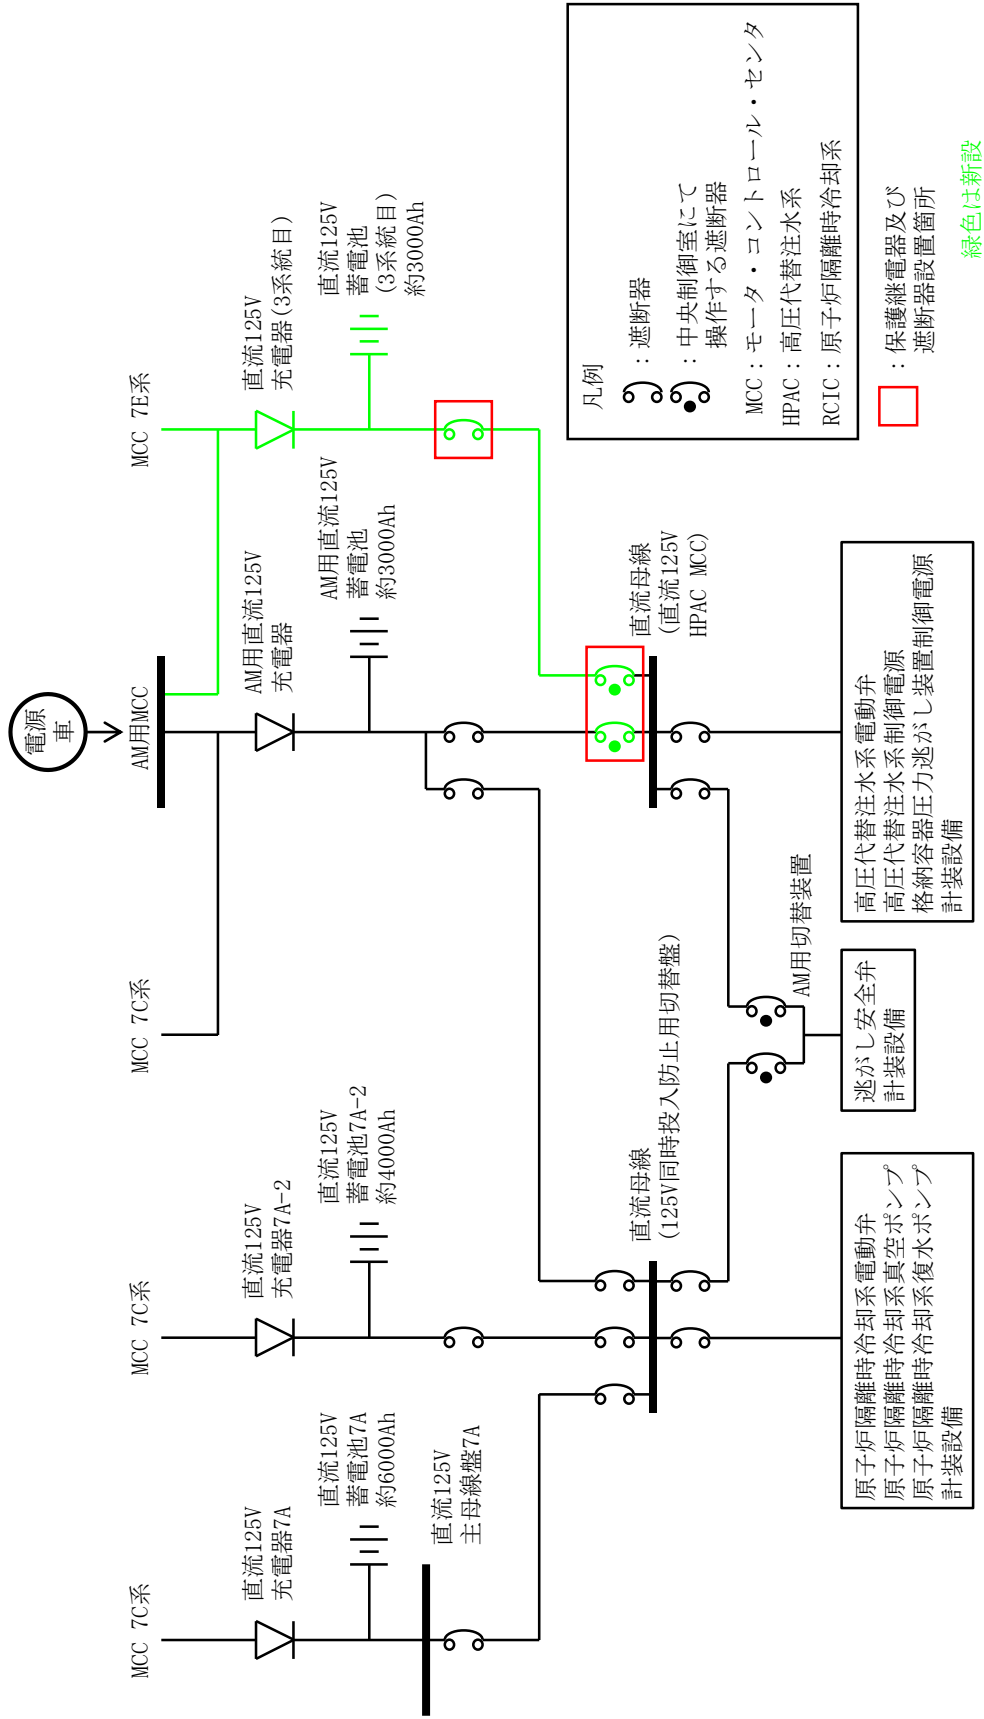 電源
車
AM用MCC
MCC 7C系
MCC 7C系
MCC 7C系
MCC 7E系
直流125V
充電器7A
直流125V
充電器7A-2
AM用直流125V
充電器
直流125V
充電器(3系統目)
直流125V
蓄電池7A
約6000Ah
直流125V
蓄電池7A-2
約4000Ah
AM用直流125V
蓄電池
約3000Ah
直流125V
蓄電池
(3系統目)
約3000Ah
直流125V
主母線盤7A
直流母線
(125V同時投入防止用切替盤)
直流母線
(直流125V
HPAC MCC)
AM用切替装置
原子炉隔離時冷却系電動弁
原子炉隔離時冷却系真空ポンプ
原子炉隔離時冷却系復水ポンプ
計装設備
逃がし安全弁
計装設備
高圧代替注水系電動弁
高圧代替注水系制御電源
格納容器圧力逃がし装置制御電源
計装設備
凡例
：遮断器
：中央制御室にて
操作する遮断器
MCC：モータ・コントロール・センタ
HPAC：高圧代替注水系
RCIC：原子炉隔離時冷却系
：保護継電器及び
遮断器設置箇所
緑色は新設